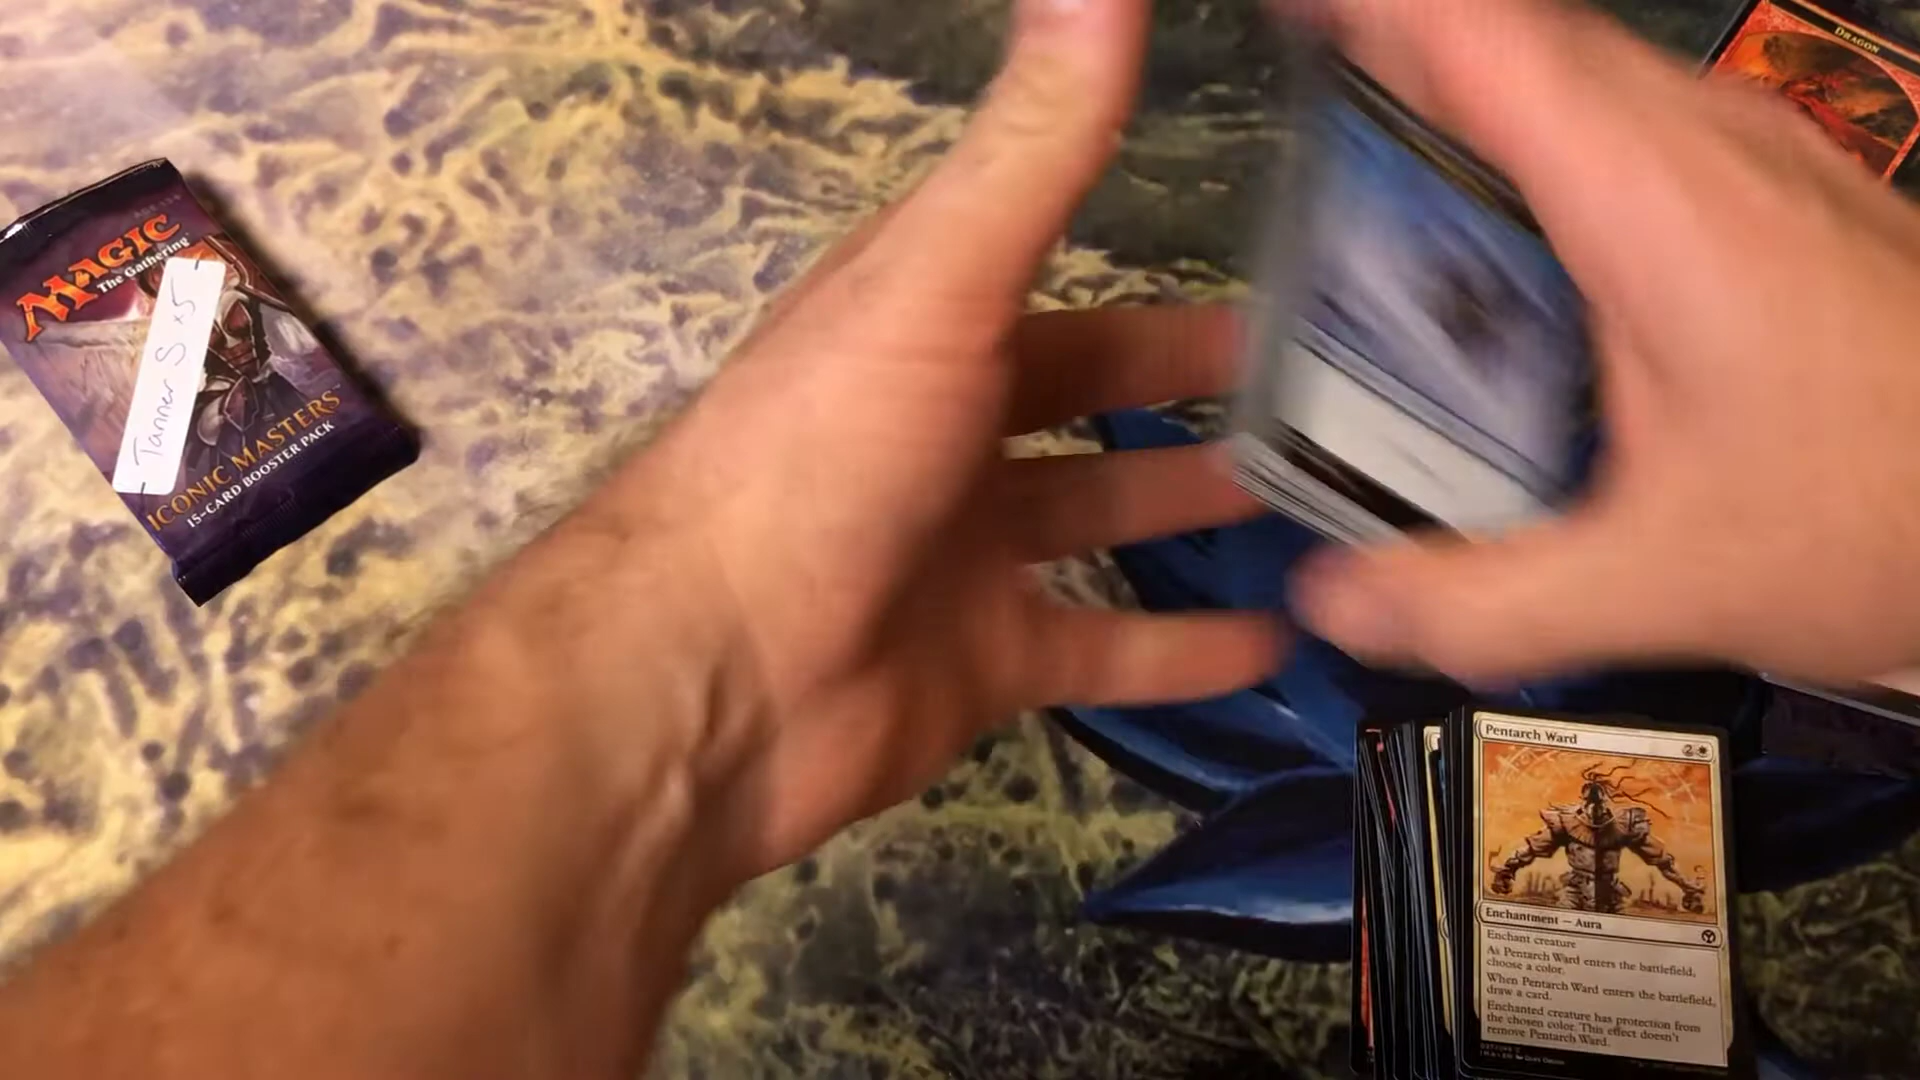 MAGIC
The Gathering
Tanner S x5
ICONIC MASTERS
15-CARD BOOSTER PACK
DRAGON
Pentarch Ward
2
Enchantment — Aura
Enchant creature
As Pentarch Ward enters the battlefield,
choose a color.
When Pentarch Ward enters the battlefield,
draw a card.
Enchanted creature has protection from
the chosen color. This effect doesn't
remove Pentarch Ward.